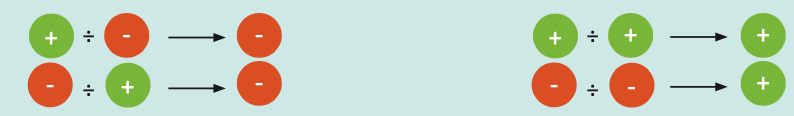 + ÷ - → -
- ÷ + → -
+ ÷ + → +
- ÷ - → +